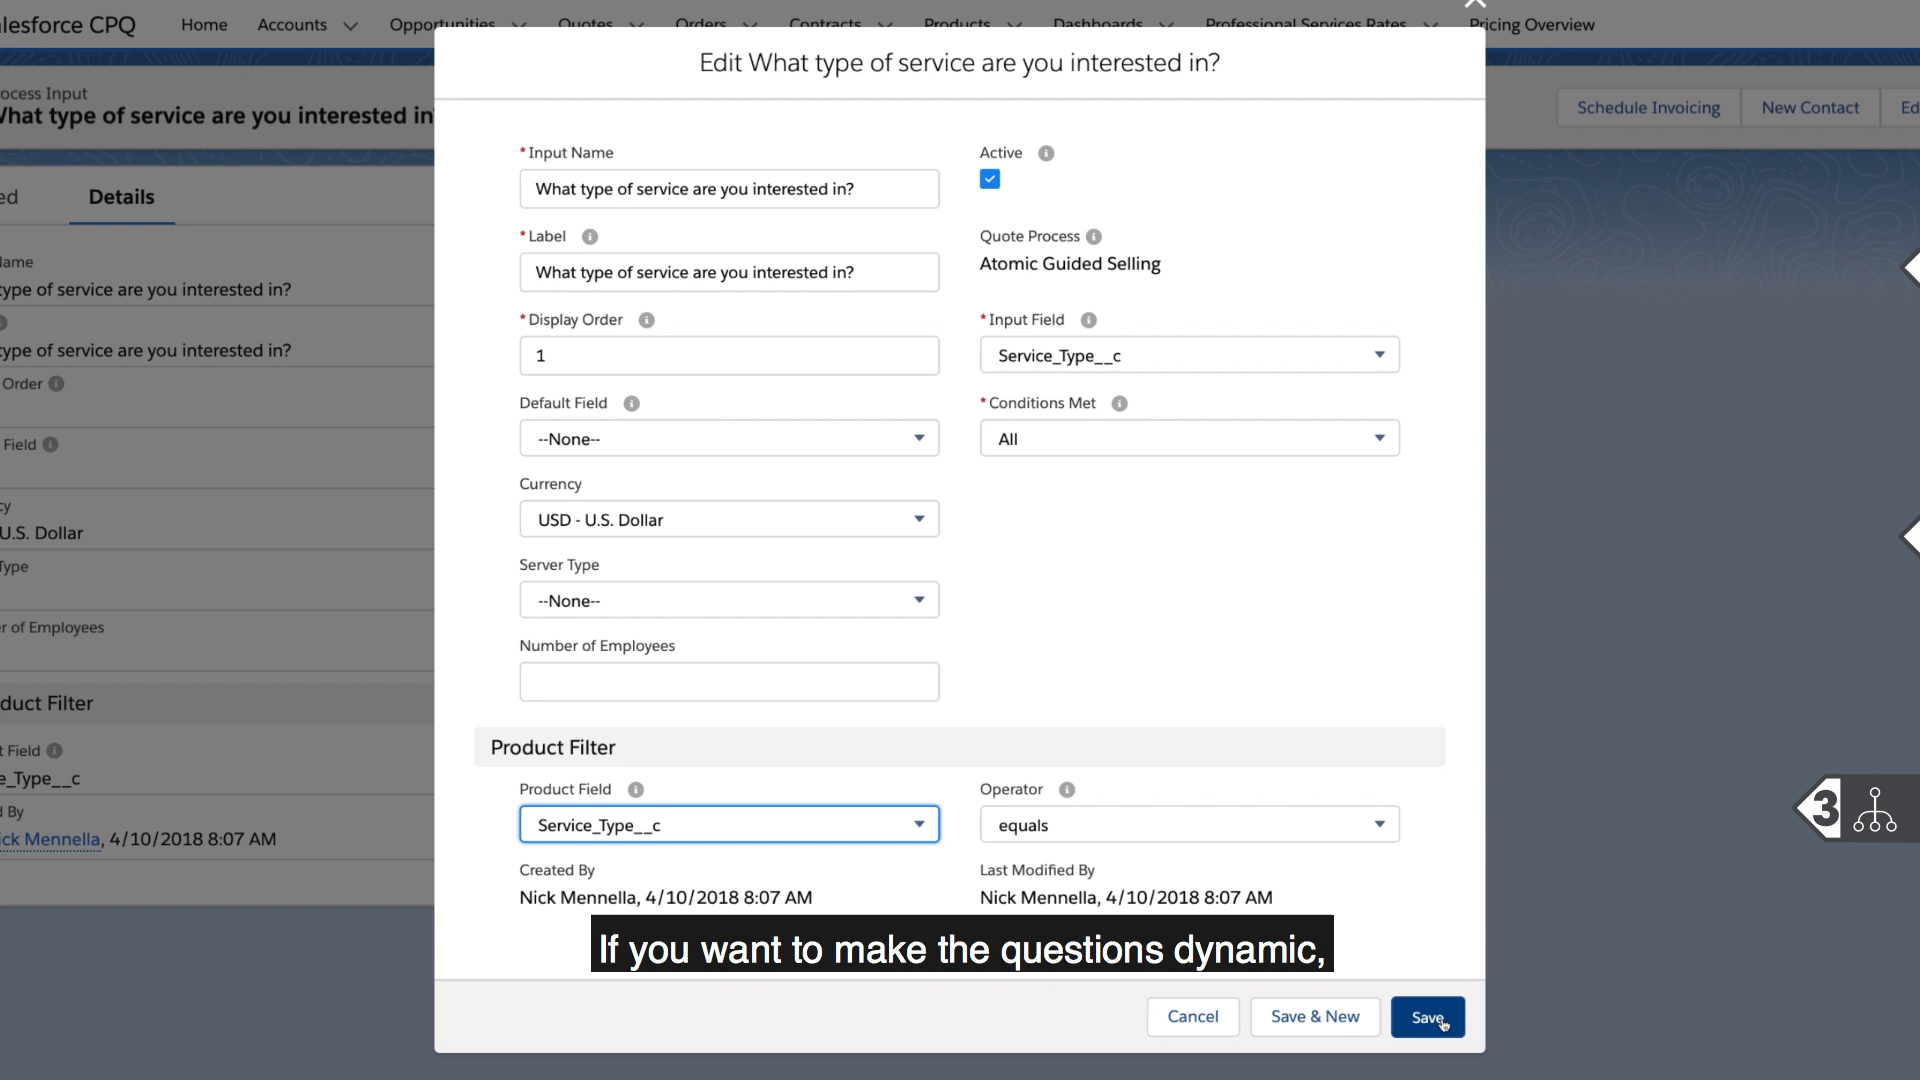 lesforce CPQ Home Accounts Opportunities Quotes Orders Contracts Products Dashboards Professional Services Rates Pricing Overview
Edit What type of service are you interested in?
ocess Input
What type of service are you interested in
Schedule Invoicing New Contact Ed
ed Details
lame
type of service are you interested in?
type of service are you interested in?
Order
Field
cy
U.S. Dollar
Type
er of Employees
duct Filter
t Field
e_Type__c
d By
ick Mennella, 4/10/2018 8:07 AM
*Input Name
What type of service are you interested in?
Active
*Label
What type of service are you interested in?
Quote Process
Atomic Guided Selling
*Display Order
1
*Input Field
Service_Type__c
Default Field
--None--
*Conditions Met
All
Currency
USD - U.S. Dollar
Server Type
--None--
Number of Employees
Product Filter
Product Field
Service_Type__c
Operator
equals
Created By
Nick Mennella, 4/10/2018 8:07 AM
Last Modified By
Nick Mennella, 4/10/2018 8:07 AM
If you want to make the questions dynamic,
Cancel Save & New Save
3